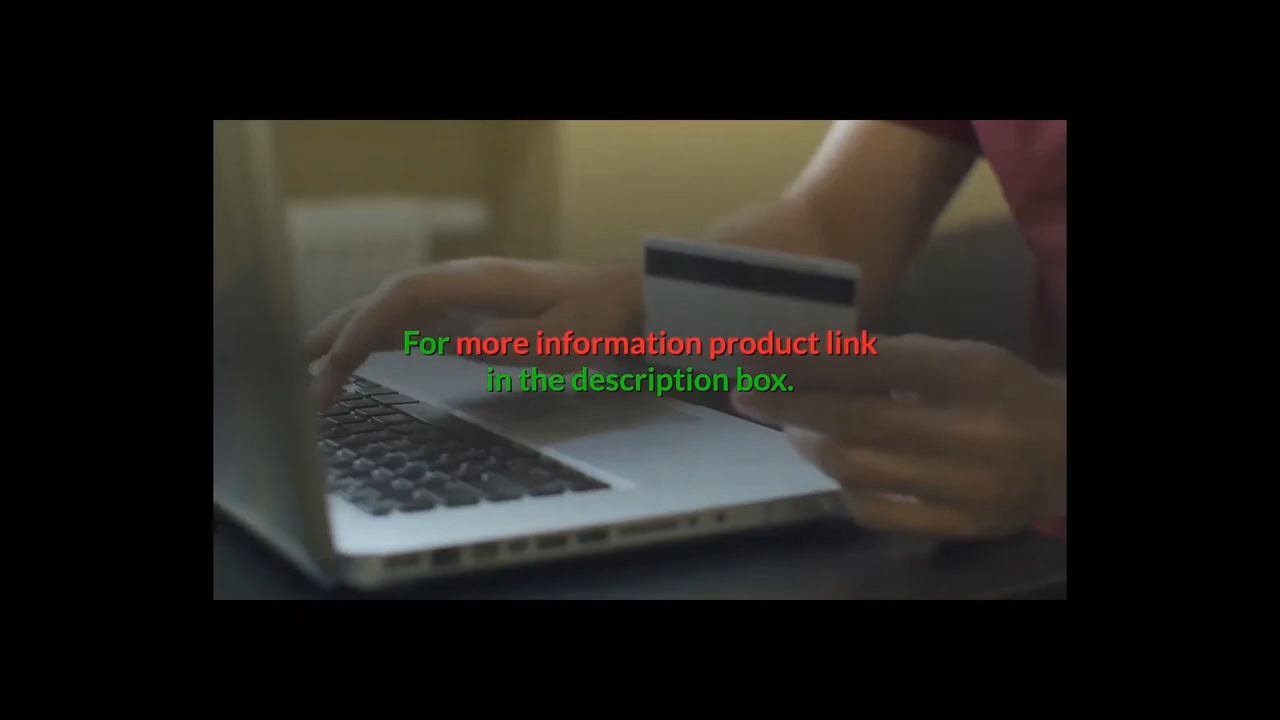 For more information product link
in the description box.